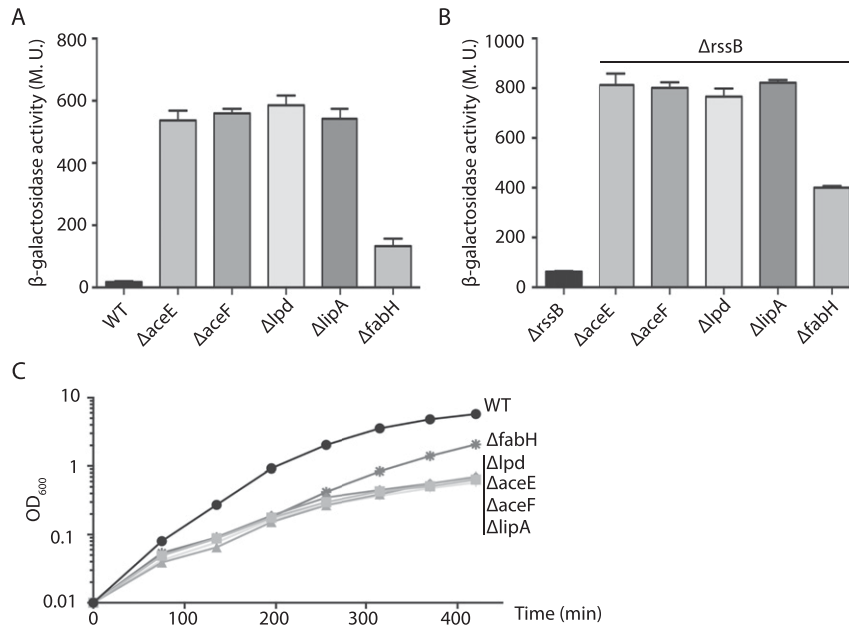 A
β-galactosidase activity (M. U.)
800
600
400
200
0
WT
ΔaceE
ΔaceF
Δlpd
ΔlipA
ΔfabH
B
β-galactosidase activity (M. U.)
ΔrssB
1000
800
600
400
200
0
ΔrssB
ΔaceE
ΔaceF
Δlpd
ΔlipA
ΔfabH
C
OD600
10
1
0.1
0.01
0
100
200
300
400
Time (min)
WT
ΔfabH
Δlpd
ΔaceE
ΔaceF
ΔlipA